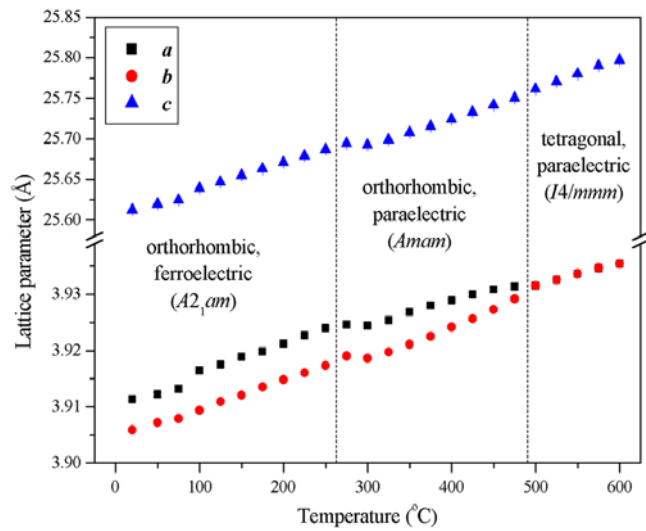 25.85
25.80
25.75
25.70
25.65
25.60
3.93
3.92
3.91
3.90
Lattice parameter (Å)
a
b
c
orthorhombic,
ferroelectric
(A2₁am)
orthorhombic,
paraelectric
(Amam)
tetragonal,
paraelectric
(I4/mmm)
0 100 200 300 400 500 600
Temperature (°C)